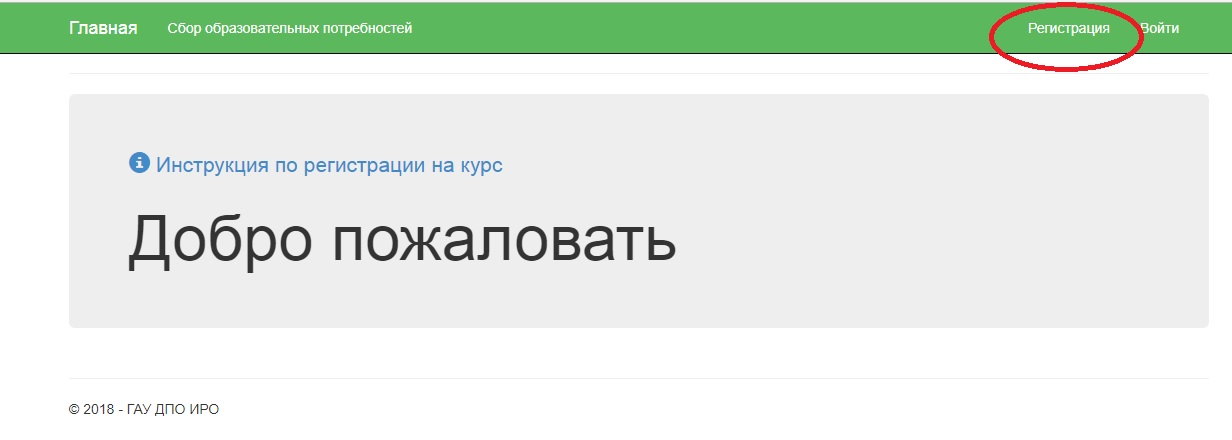 Главная Сбор образовательных потребностей Регистрация Войти
Инструкция по регистрации на курс
Добро пожаловать
© 2018 - ГАУ ДПО ИРО